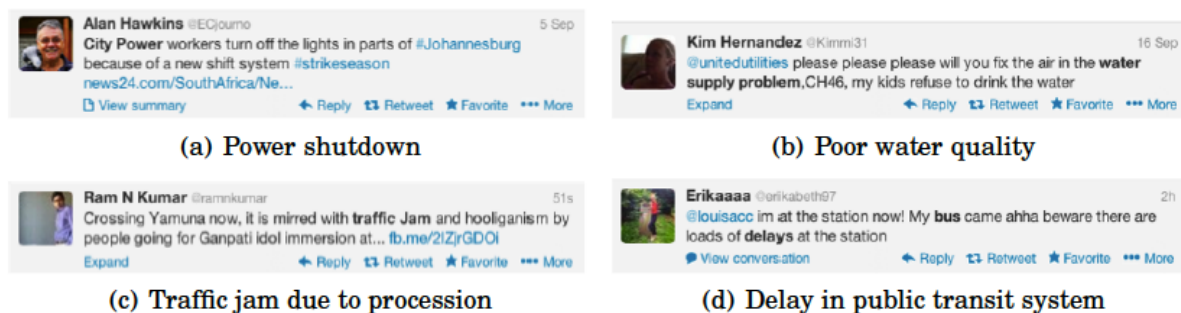 Alan Hawkins @ECjourno 5 Sep
City Power workers turn off the lights in parts of #Johannesburg
because of a new shift system #strikeseason
news24.com/SouthAfrica/Ne...
View summary Reply Retweet Favorite More
(a) Power shutdown
Kim Hernandez @Kimmi31 16 Sep
@unitedutilities please please please will you fix the air in the water
supply problem,CH46, my kids refuse to drink the water
Expand Reply Retweet Favorite More
(b) Poor water quality
Ram N Kumar @ramnkumar 51s
Crossing Yamuna now, it is mirred with traffic Jam and hooliganism by
people going for Ganpati idol immersion at... fb.me/2IZjrGDOi
Expand Reply Retweet Favorite More
(c) Traffic jam due to procession
Erikaaaa @erikabeth97 2h
@louisacc im at the station now! My bus came ahha beware there are
loads of delays at the station
View conversation Reply Retweet Favorite More
(d) Delay in public transit system